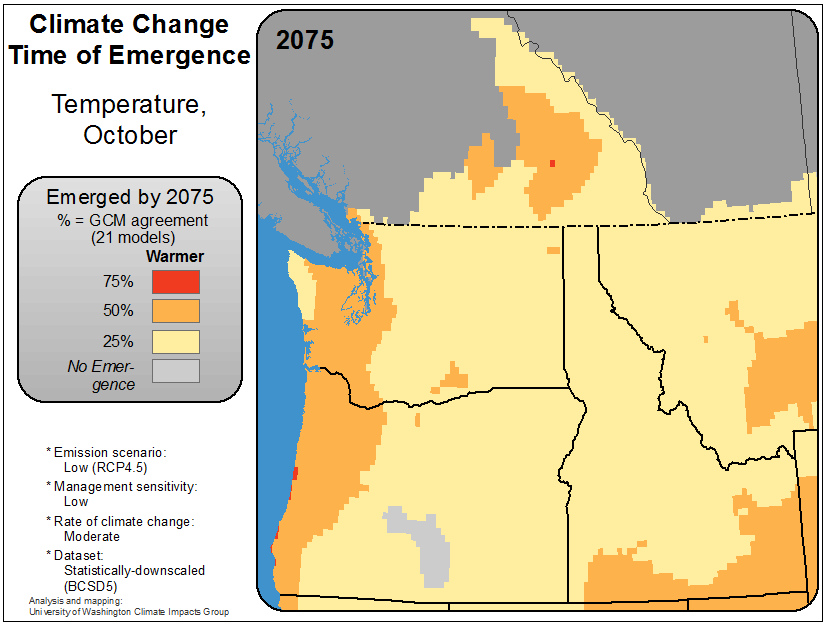 Climate Change
Time of Emergence
Temperature,
October
2075
Emerged by 2075
% = GCM agreement
(21 models)
Warmer
75%
50%
25%
No Emer-
gence
* Emission scenario:
Low (RCP4.5)
* Management sensitivity:
Low
* Rate of climate change:
Moderate
* Dataset:
Statistically-downscaled
(BCSD5)
Analysis and mapping:
University of Washington Climate Impacts Group